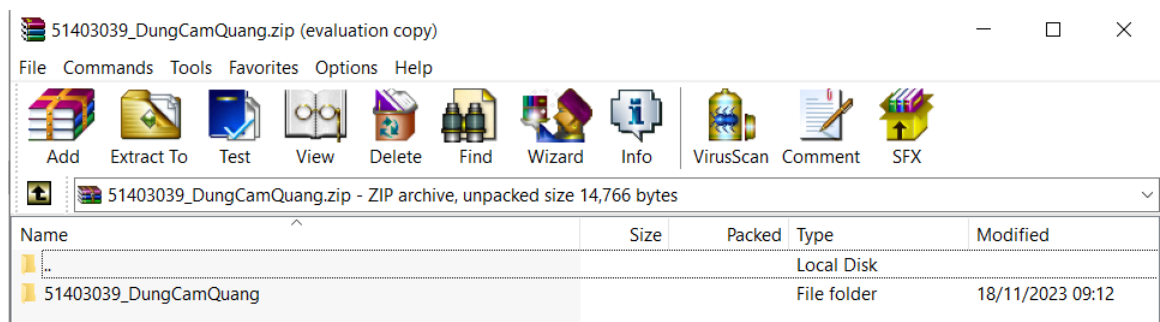 51403039_DungCamQuang.zip (evaluation copy)
File Commands Tools Favorites Options Help
Add Extract To Test View Delete Find Wizard Info VirusScan Comment SFX
51403039_DungCamQuang.zip - ZIP archive, unpacked size 14,766 bytes
Name Size Packed Type Modified
.. Local Disk
51403039_DungCamQuang File folder 18/11/2023 09:12